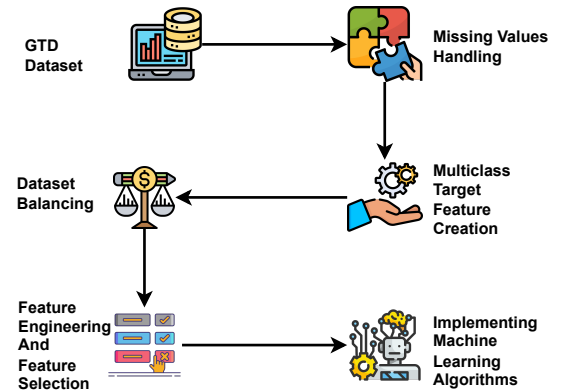 GTD
Dataset
Missing Values
Handling
Multiclass
Target
Feature
Creation
Dataset
Balancing
Feature
Engineering
And
Feature
Selection
Implementing
Machine
Learning
Algorithms